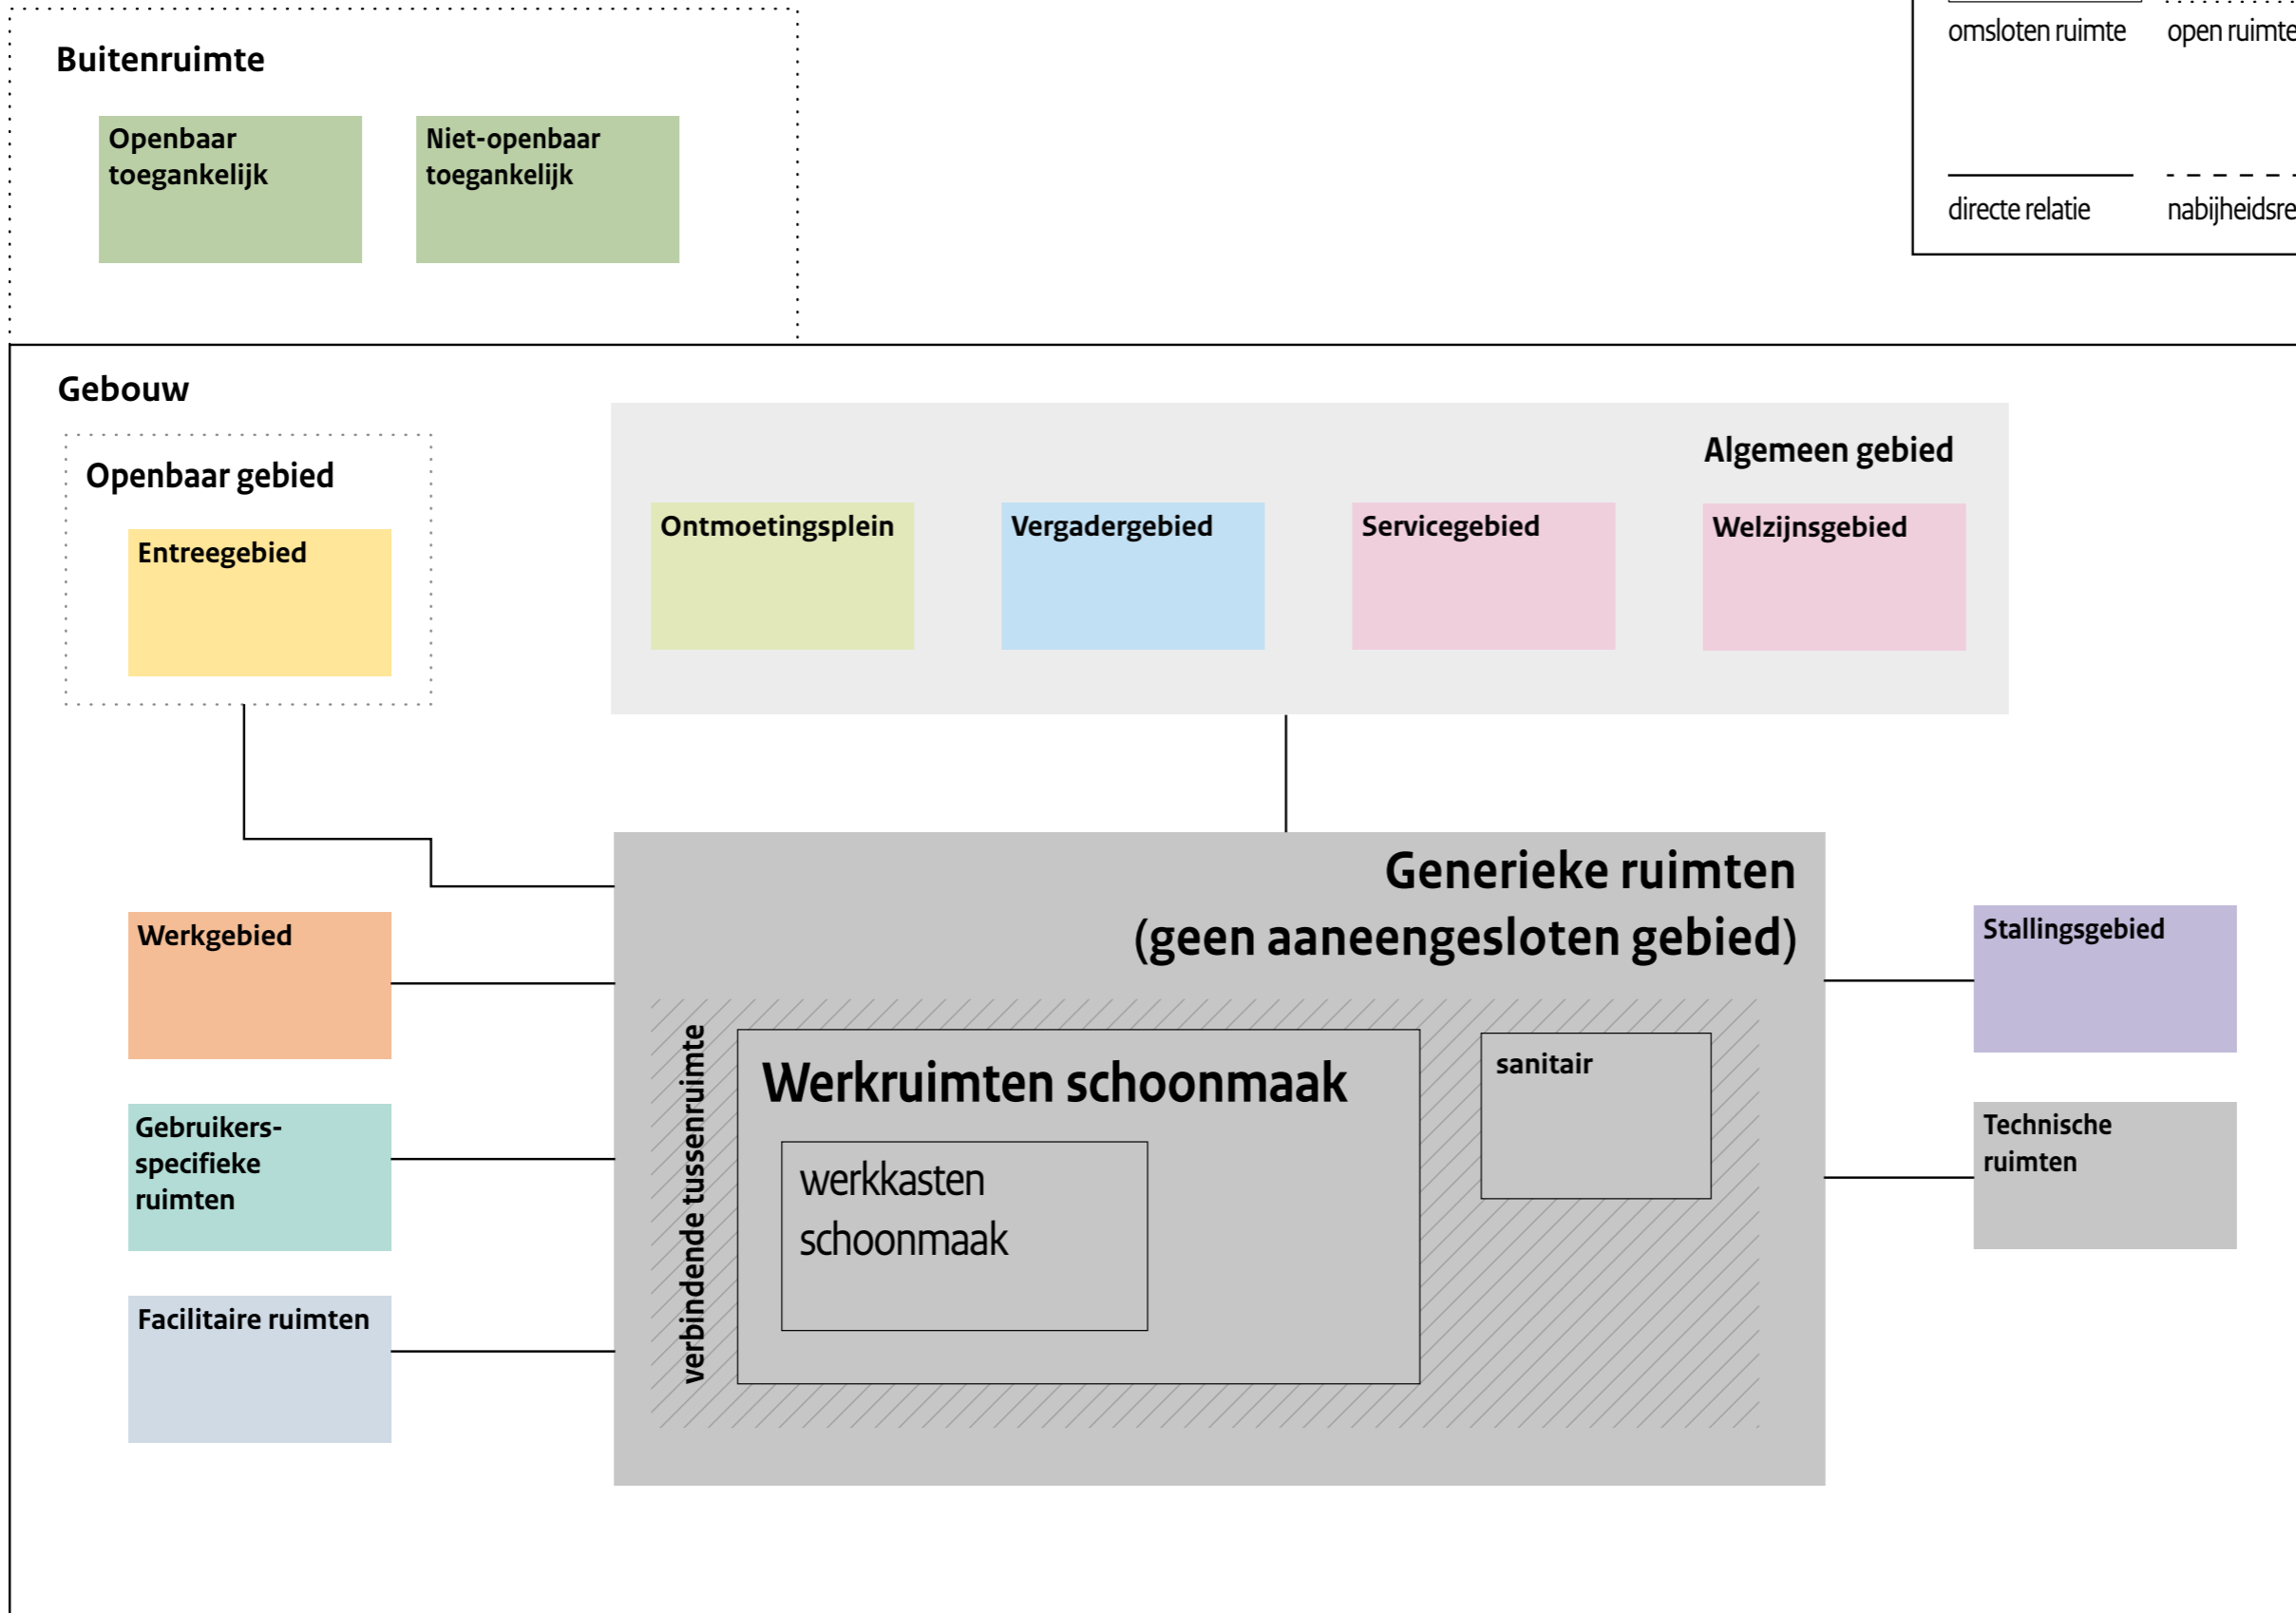 Buitenruimte
Openbaar
toegankelijk
Niet-openbaar
toegankelijk
omsloten ruimte
open ruimte
directe relatie
Gebouw
Openbaar gebied
Entreegebied
Algemeen gebied
Ontmoetingsplein
Vergadergebied
Servicegebied
Welzijnsgebied
Generieke ruimten
(geen aaneengesloten gebied)
Werkgebied
Gebruikers-
specifieke
ruimten
Facilitaire ruimten
verbindende tussenruimte
Werkruimten schoonmaak
werkkasten
schoonmaak
sanitair
Stallingsgebied
Technische
ruimten